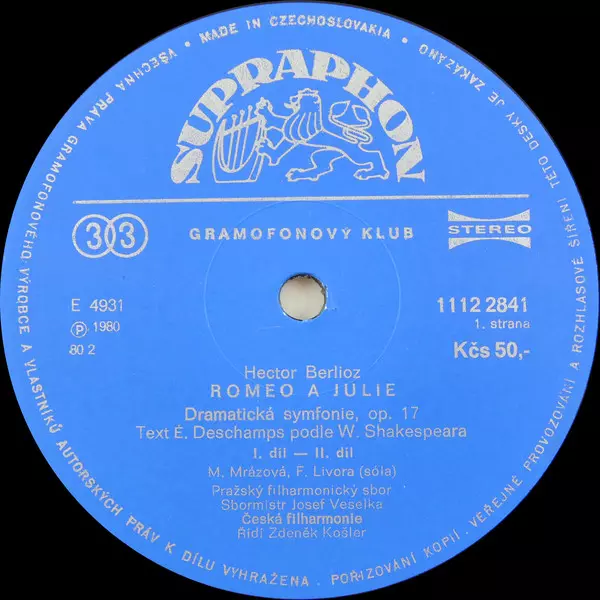 VŠECHNA PRÁVA GRAMOFONOVÉHO VÝROBCE A VLASTNÍKŮ AUTORSKÝCH PRÁV K DÍLU VYHRAŽENA · POŘIZOVÁNÍ KOPIÍ · VEŘEJNÉ PROVOZOVÁNÍ A ROZHLASOVÉ ŠÍŘENÍ TÉTO DESKY JE ZAKÁZÁNO
• MADE IN CZECHOSLOVAKIA •
SUPRAPHON
33
GRAMOFONOVÝ KLUB
STEREO
E 4931
Ⓟ 1980
80 2
1112 2841
1. strana
Kčs 50,-
Hector Berlioz
ROMEO A JULIE
Dramatická symfonie, op. 17
Text É. Deschamps podle W. Shakespeara
I. díl — II. díl
M. Mrázová, F. Livora (sóla)
Pražský filharmonický sbor
Sbormistr Josef Veselka
Česká filharmonie
Řídí Zdeněk Košler